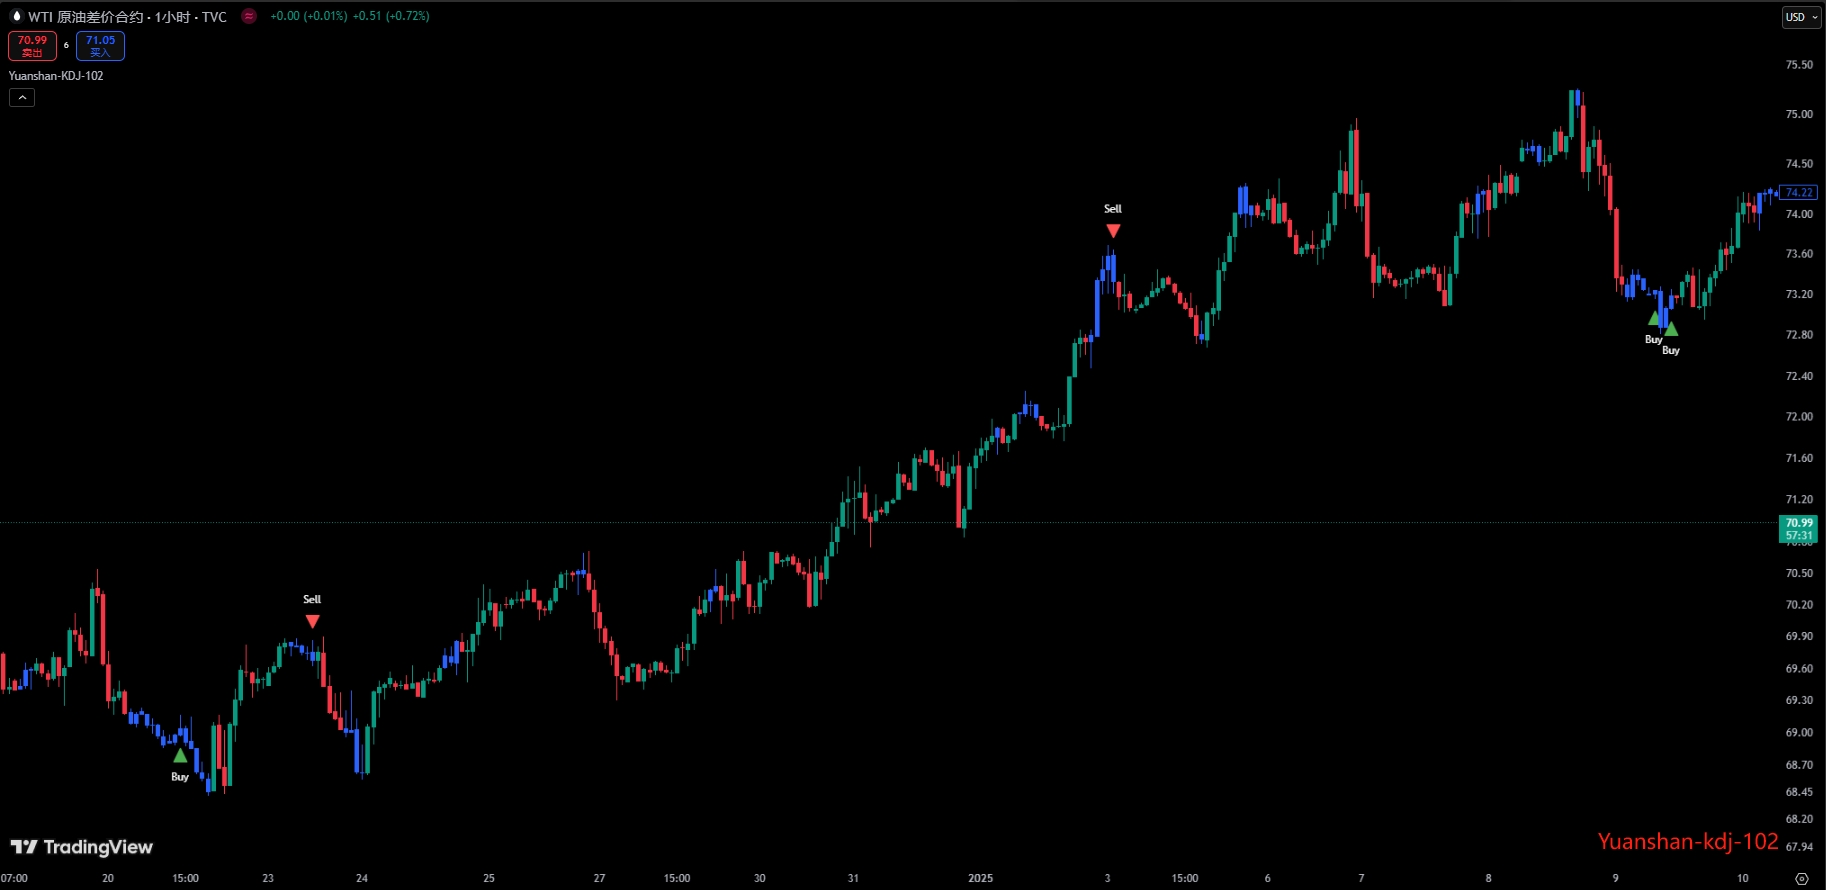 WTI 原油差价合约 · 1小时 · TVC +0.00 (+0.01%) +0.51 (+0.72%)
USD
70.99
卖出
6
71.05
买入
Yuanshan-KDJ-102
75.50
75.00
74.50
74.22
74.00
73.60
73.20
72.80
72.40
72.00
71.60
71.20
70.99
57:31
70.50
70.20
69.90
69.60
69.30
69.00
68.70
68.45
68.20
67.94
Sell
Sell
Buy
Buy
Buy
TradingView
Yuanshan-kdj-102
07:00 20 15:00 23 24 25 27 15:00 30 31 2025 3 15:00 6 7 8 9 10